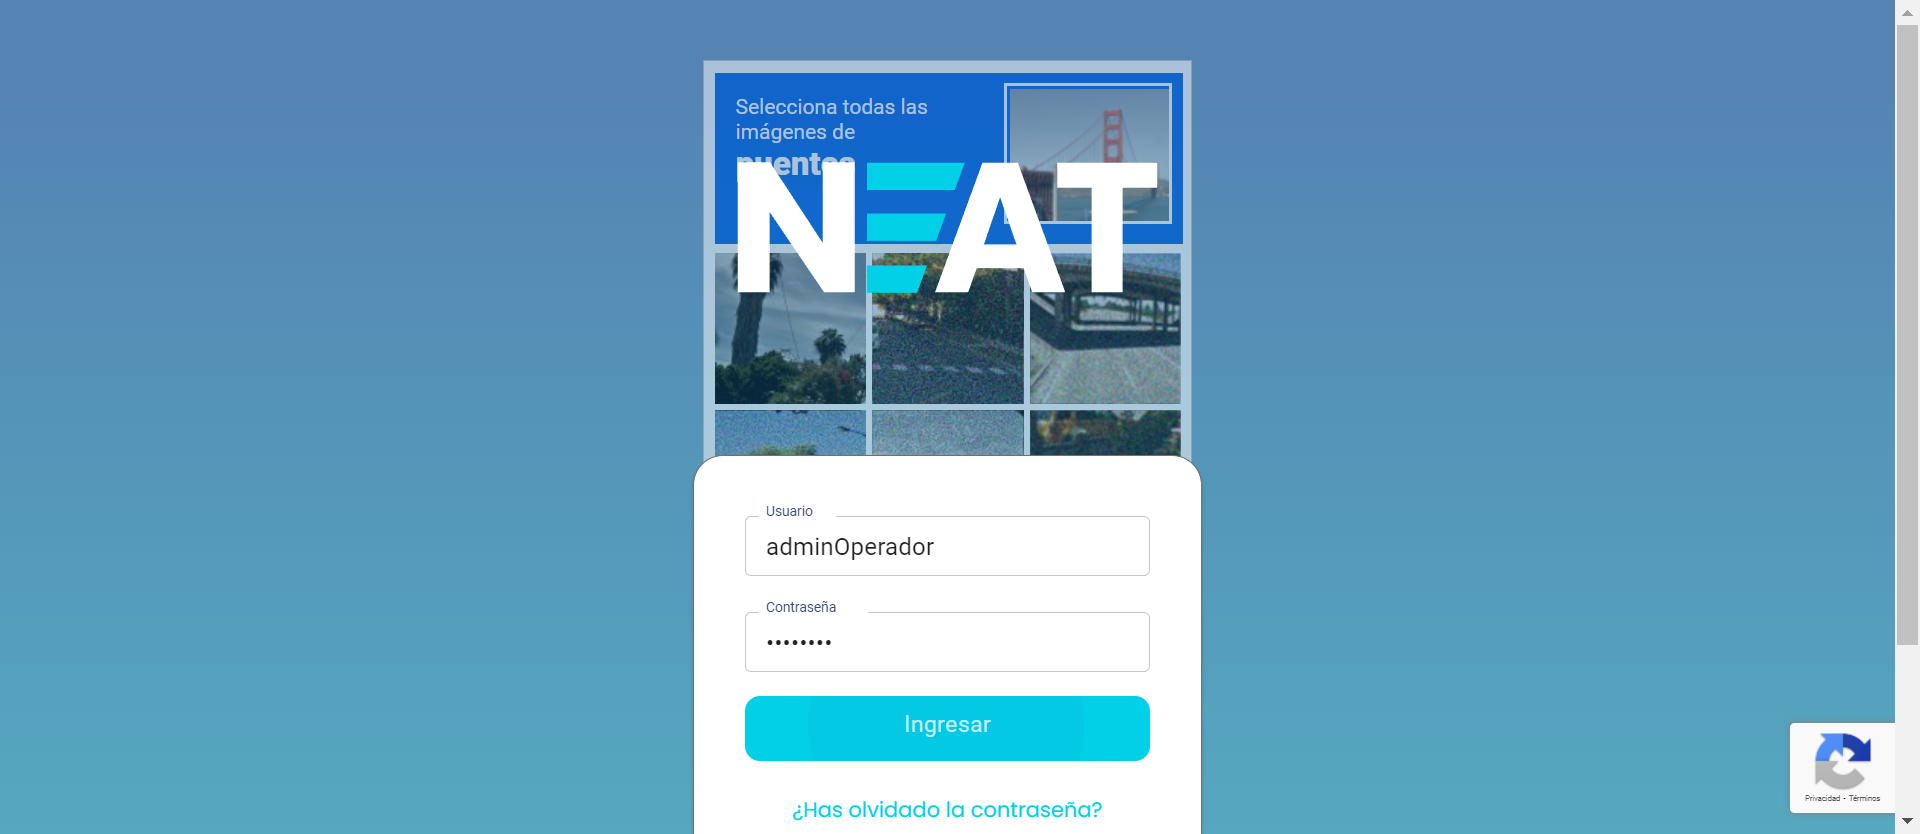 Selecciona todas las
imágenes de
puentes
NEAT
Usuario
adminOperador
Contraseña
••••••••
Ingresar
¿Has olvidado la contraseña?
Privacidad - Términos